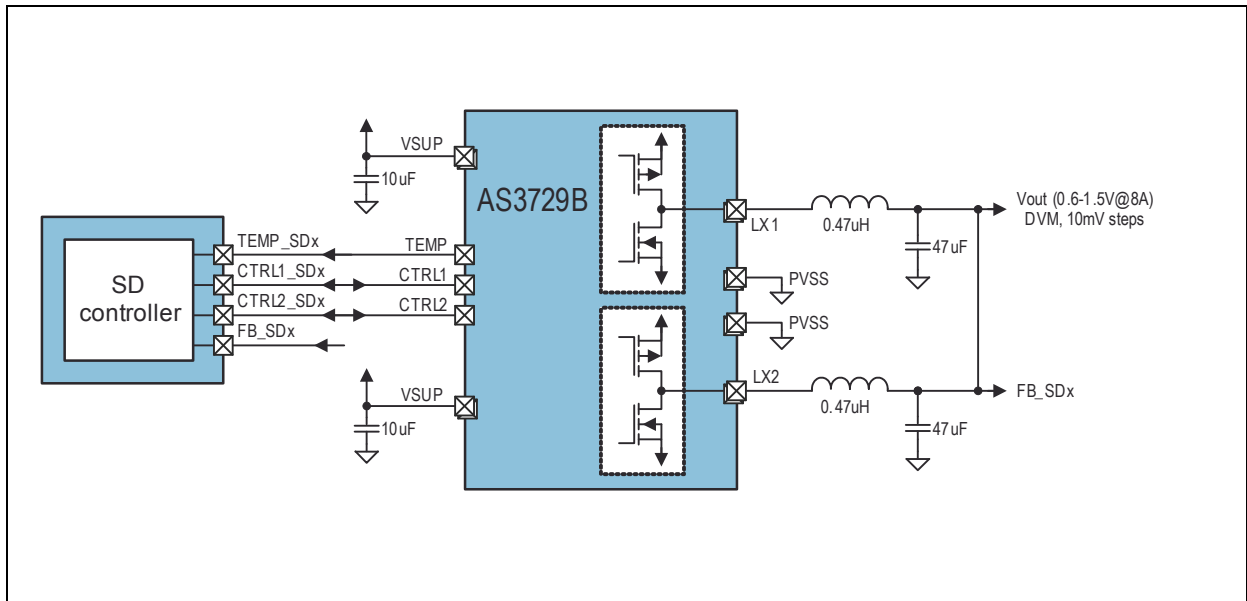 VSUP
10uF
AS3729B
LX1
0.47uH
Vout (0.6-1.5V@8A)
DVM, 10mV steps
47uF
SD
controller
TEMP_SDx
TEMP
CTRL1_SDx
CTRL1
CTRL2_SDx
CTRL2
FB_SDx
PVSS
PVSS
VSUP
10uF
LX2
0.47uH
FB_SDx
47uF